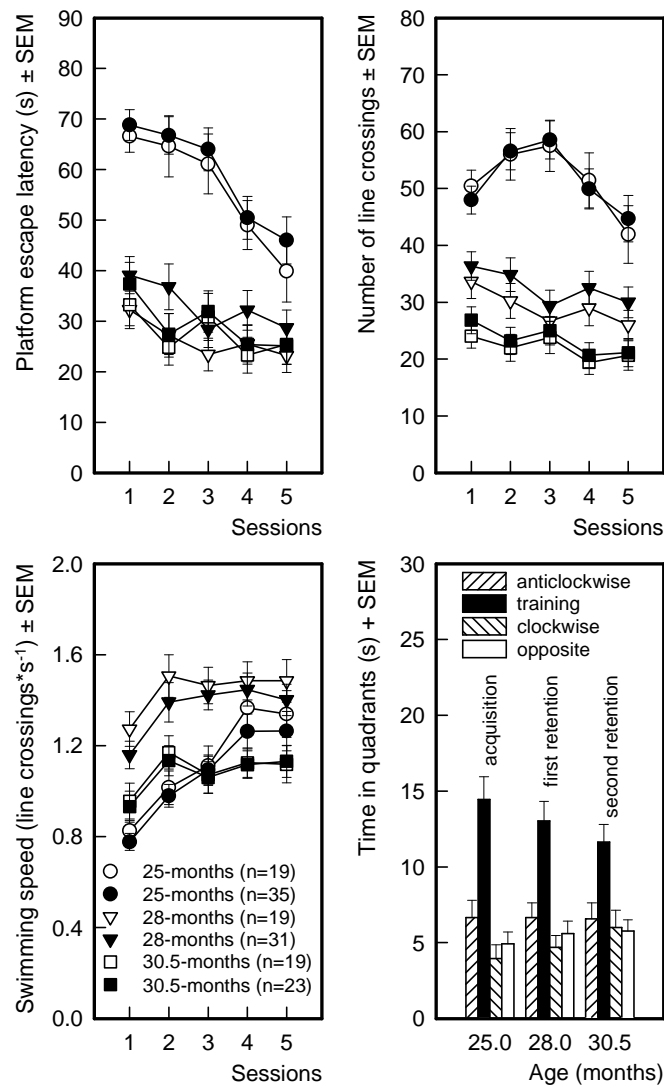 Platform escape latency (s) ± SEM
90
80
70
60
50
40
30
20
10
0
1 2 3 4 5
Sessions
Number of line crossings ± SEM
80
70
60
50
40
30
20
10
0
1 2 3 4 5
Sessions
Swimming speed (line crossings*s⁻¹) ± SEM
2.0
1.6
1.2
0.8
0.4
0.0
25-months (n=19)
25-months (n=35)
28-months (n=19)
28-months (n=31)
30.5-months (n=19)
30.5-months (n=23)
1 2 3 4 5
Sessions
Time in quadrants (s) + SEM
30
25
20
15
10
5
0
anticlockwise
training
clockwise
opposite
acquisition
first retention
second retention
25.0 28.0 30.5
Age (months)